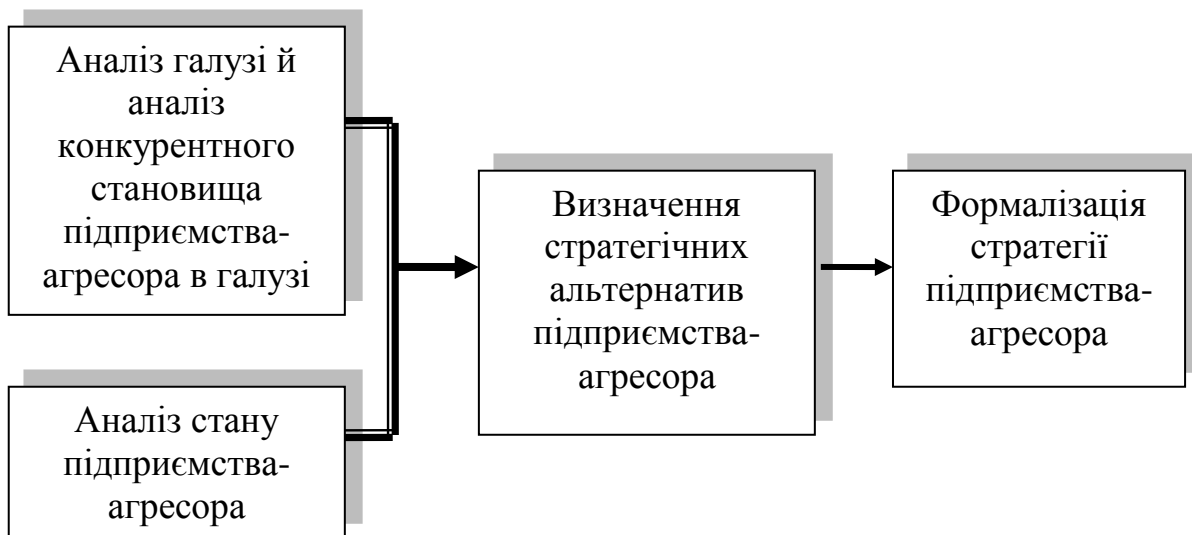 Аналіз галузі й
аналіз
конкурентного
становища
підприємства-
агресора в галузі
Аналіз стану
підприємства-
агресора
Визначення
стратегічних
альтернатив
підприємства-
агресора
Формалізація
стратегії
підприємства-
агресора